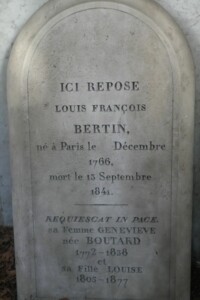 ICI REPOSE
LOUIS FRANÇOIS
BERTIN,
né à Paris le Décembre
1766,
mort le 13 Septembre
1841.
REQUIESCAT IN PACE
sa Femme GENEVIÈVE
née BOUTARD
et
sa Fille LOUISE